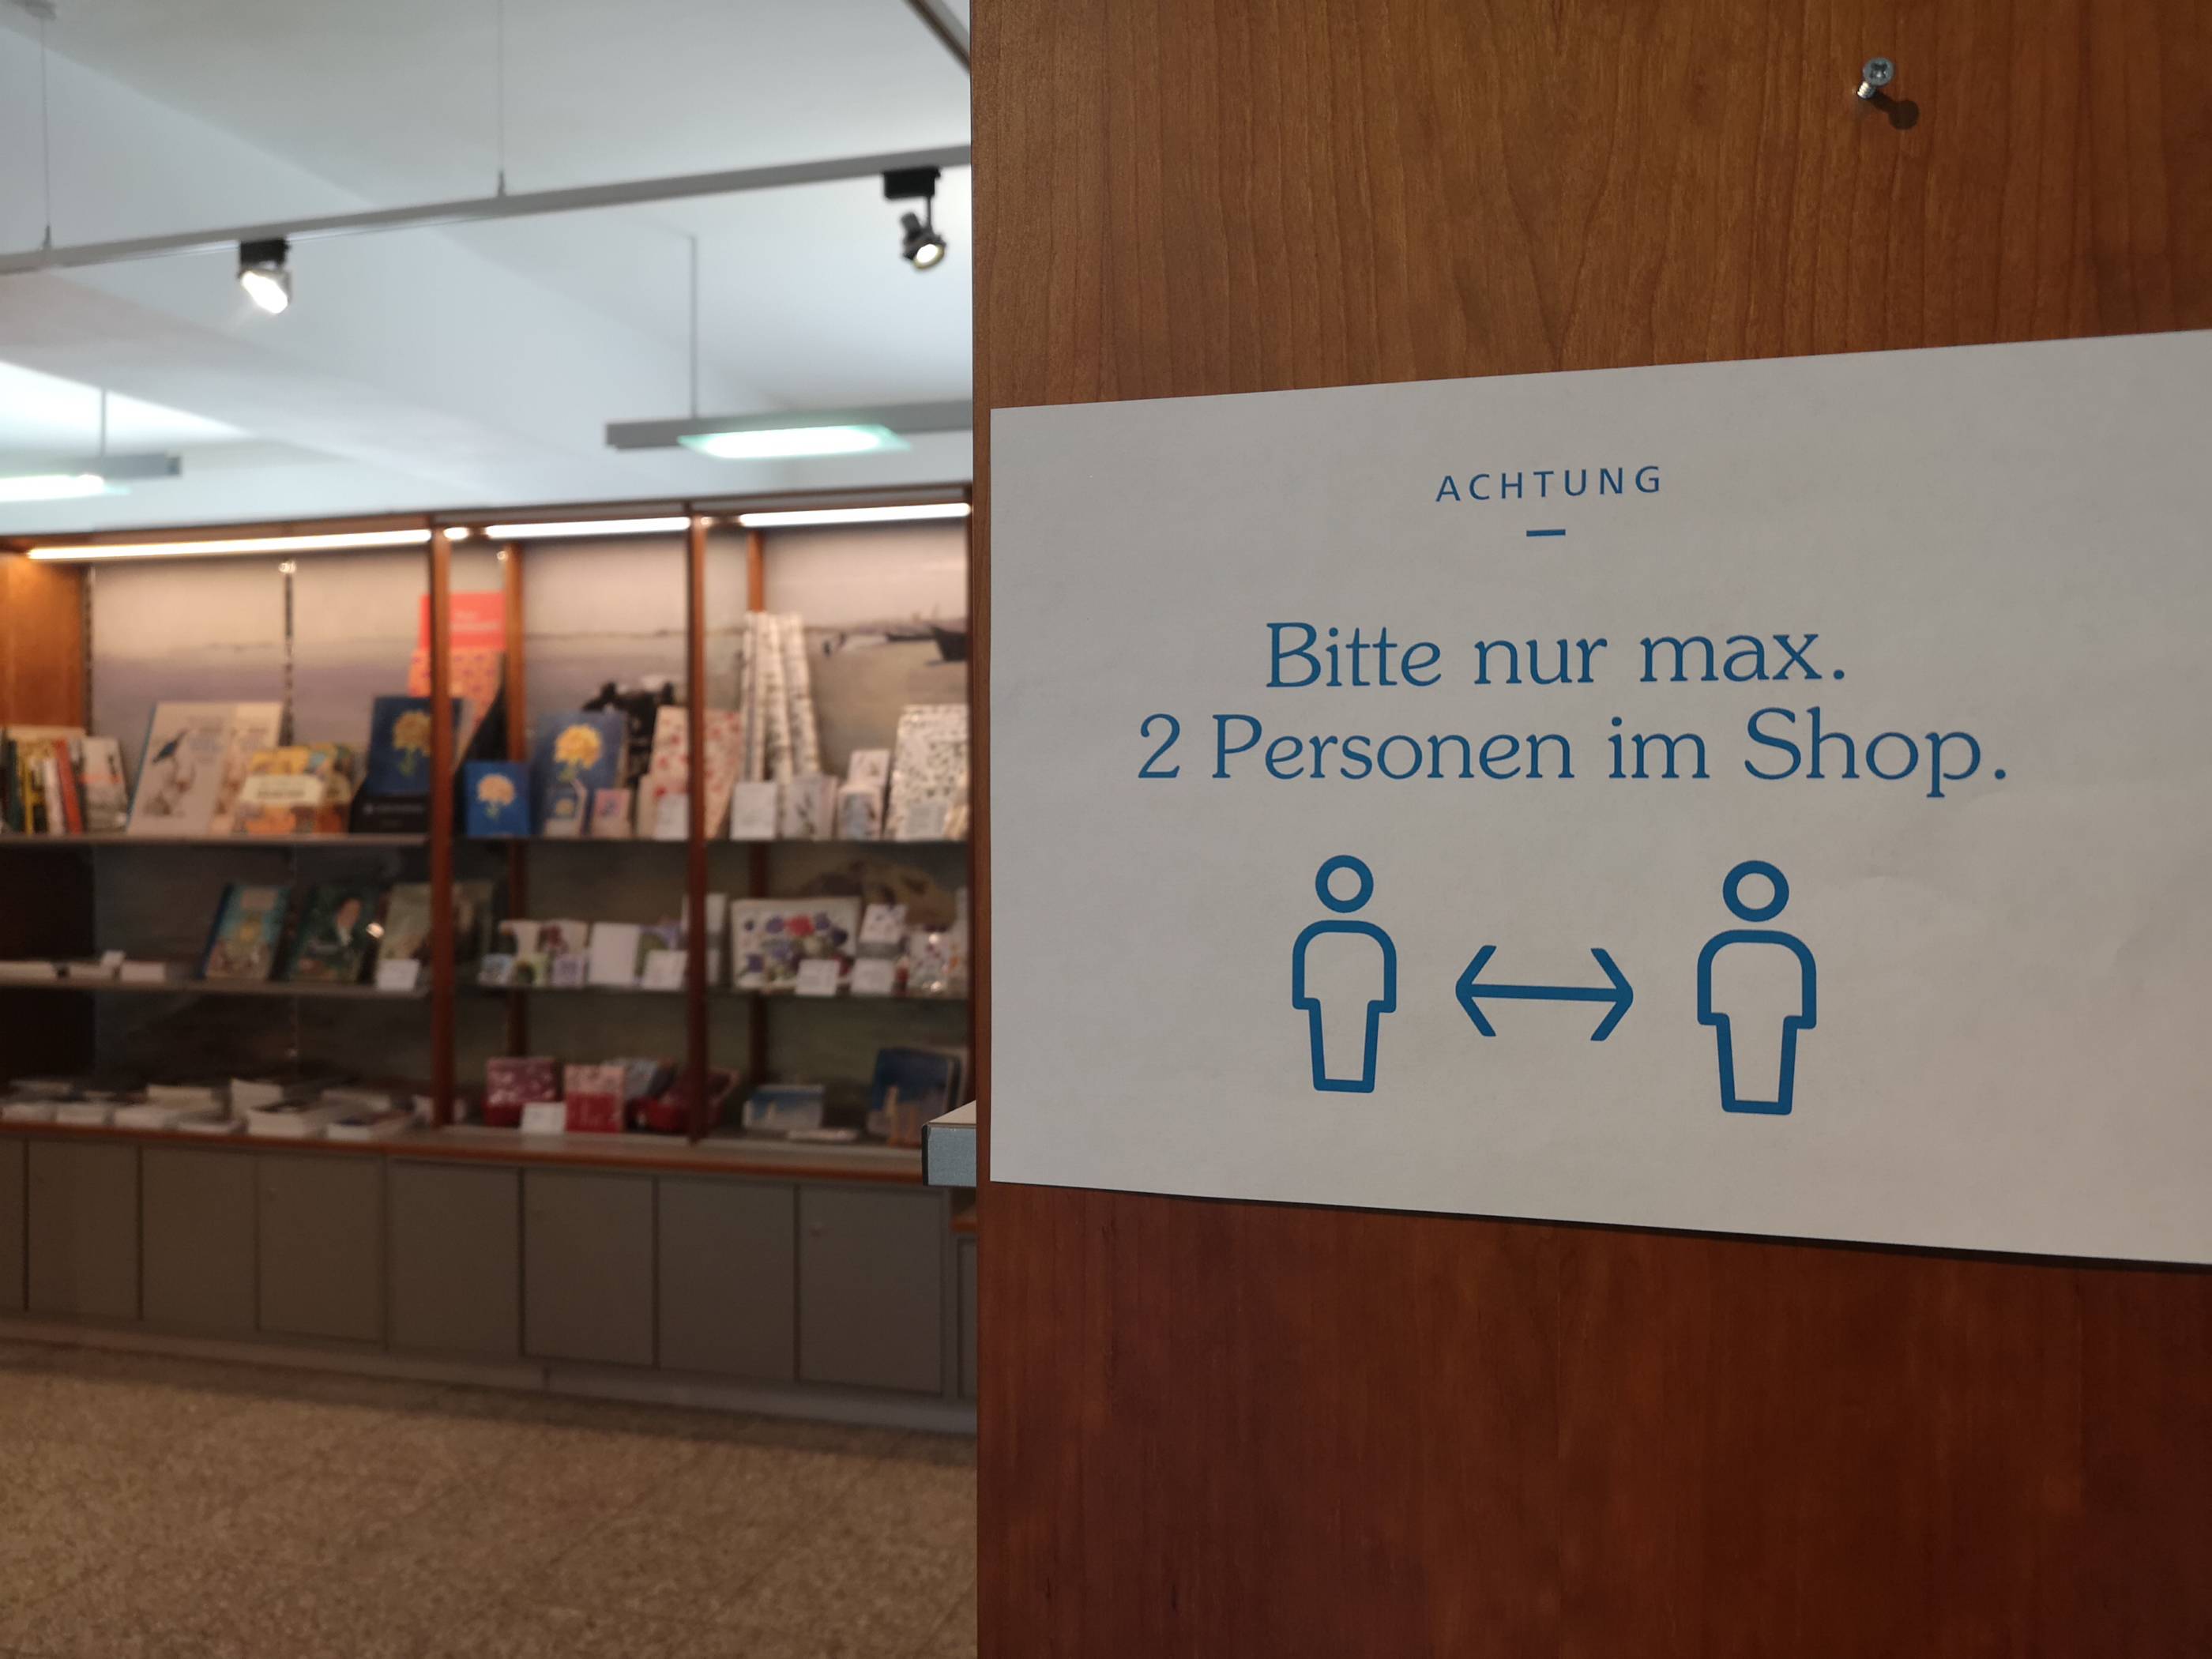 ACHTUNG
Bitte nur max.
2 Personen im Shop.